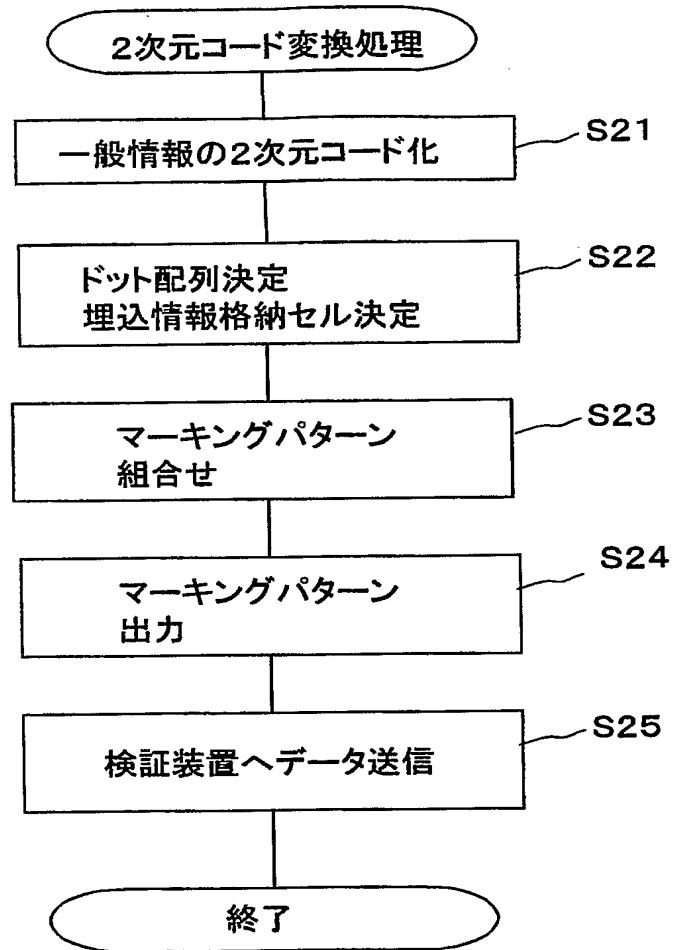 2次元コード変換処理
一般情報の2次元コード化
S21
ドット配列決定
埋込情報格納セル決定
S22
マーキングパターン
組合せ
S23
マーキングパターン
出力
S24
検証装置へデータ送信
S25
終了